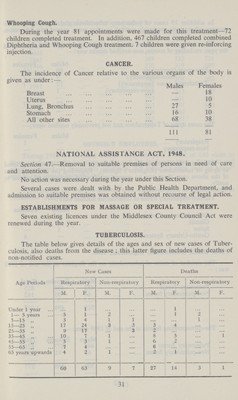 Whooping Cough.
During the year 81 appointments were made for this treatment—72
children completed treatment. In addition, 467 children completed combined
Diphtheria and Whooping Cough treatment. 7 children were given re-inforcing
injection.
CANCER.
The incidence of Cancer relative to the various organs of the body is
given as under:—
Males Females
Breast ... — 18
Uterus ... — 10
Lung, Bronchus ... 27 5
Stomach ... 16 10
All other sites ... 68 38
111 81
NATIONAL ASSISTANCE ACT, 1948.
Section 47.—Removal to suitable premises of persons in need of care
and attention.
No action was necessary during the year under this Section.
Several cases were dealt with by the Public Health Department, and
admission to suitable premises was obtained without recourse of legal action.
ESTABLISHMENTS FOR MASSAGE OR SPECIAL TREATMENT.
Seven existing licences under the Middlesex County Council Act were
renewed during the year.
TUBERCULOSIS.
The table below gives details of the ages and sex of new cases of Tuber-
culosis, also deaths from the disease; this latter figure includes the deaths of
non-notified cases.
New Cases Deaths
Age Periods Respiratory Non-respiratory Respiratory Non-respiratory
M. F. M. F. M. F. M. F.
Under 1 year
1— 5 years
5—15 "
15—25 "
25—35 "
35—45 "
45—55 "
55—65 "
65 years upwards
31